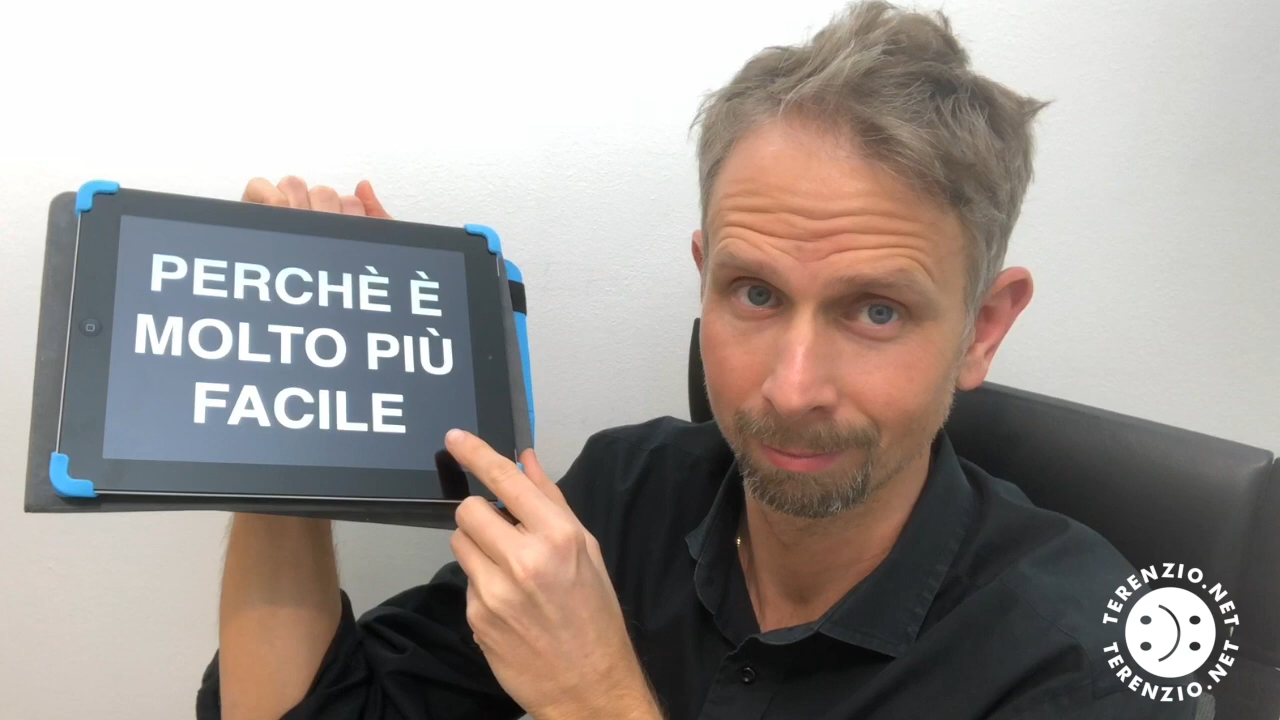 PERCHÈ È
MOLTO PIÙ
FACILE
TERENZIO.NET
TERENZIO.NET